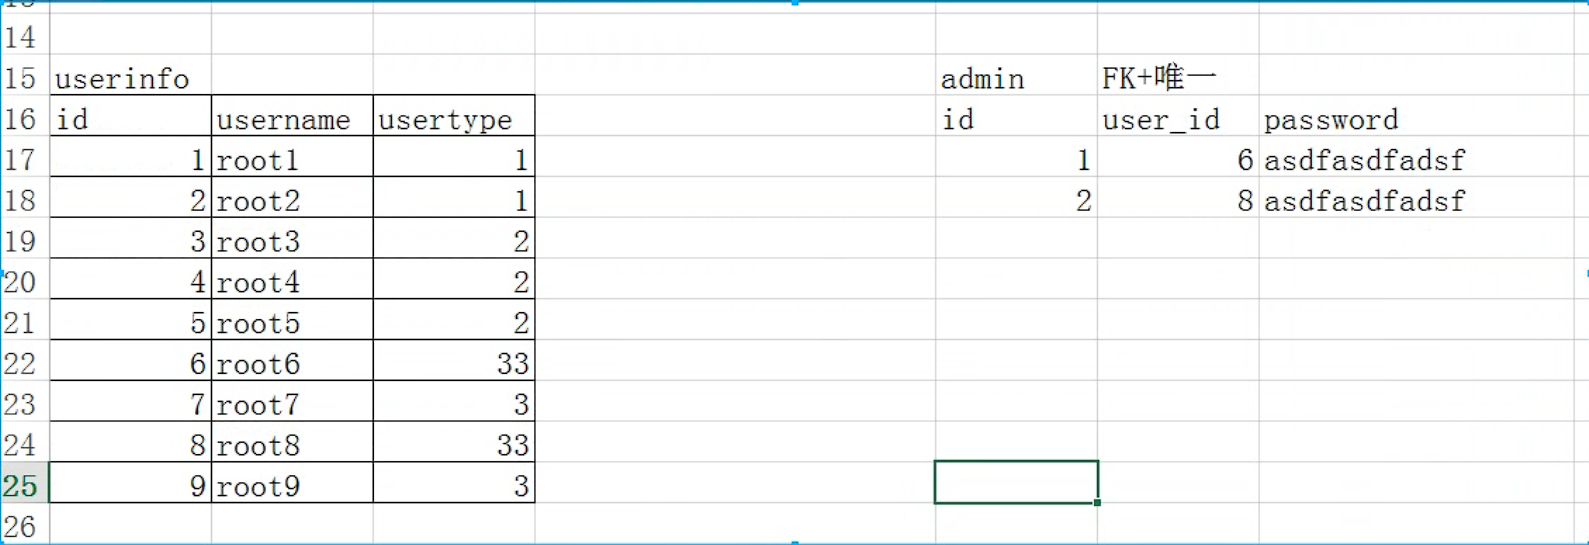 14
15 userinfo admin FK+唯一
16 id username usertype id user_id password
17 1 root1 1 1 6 asdfasdfadsf
18 2 root2 1 2 8 asdfasdfadsf
19 3 root3 2
20 4 root4 2
21 5 root5 2
22 6 root6 33
23 7 root7 3
24 8 root8 33
25 9 root9 3
26